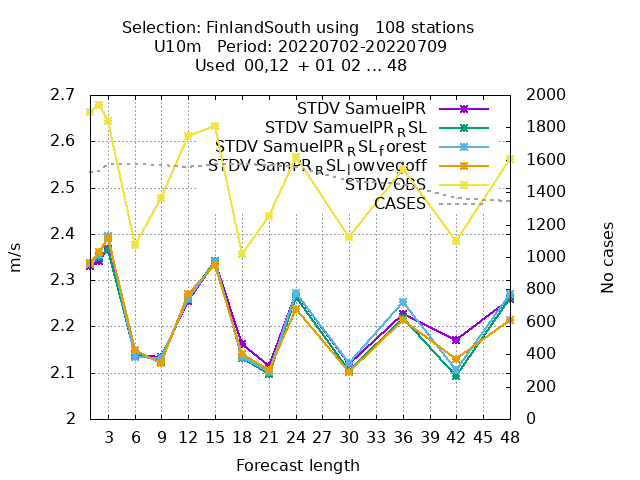 Selection: FinlandSouth using   108 stations
U10m   Period: 20220702-20220709
Used  00,12  + 01 02 ... 48
STDV SamuelPR
STDV SamuelPR_RSL
STDV SamuelPR_RSL_forest
STDV OBS
CASES
2.7
2.6
2.5
2.4
2.3
2.2
2.1
2
2000
1800
1600
1400
1200
1000
800
600
400
200
0
m/s
No cases
3 6 9 12 15 18 21 24 27 30 33 36 39 42 45 48
Forecast length